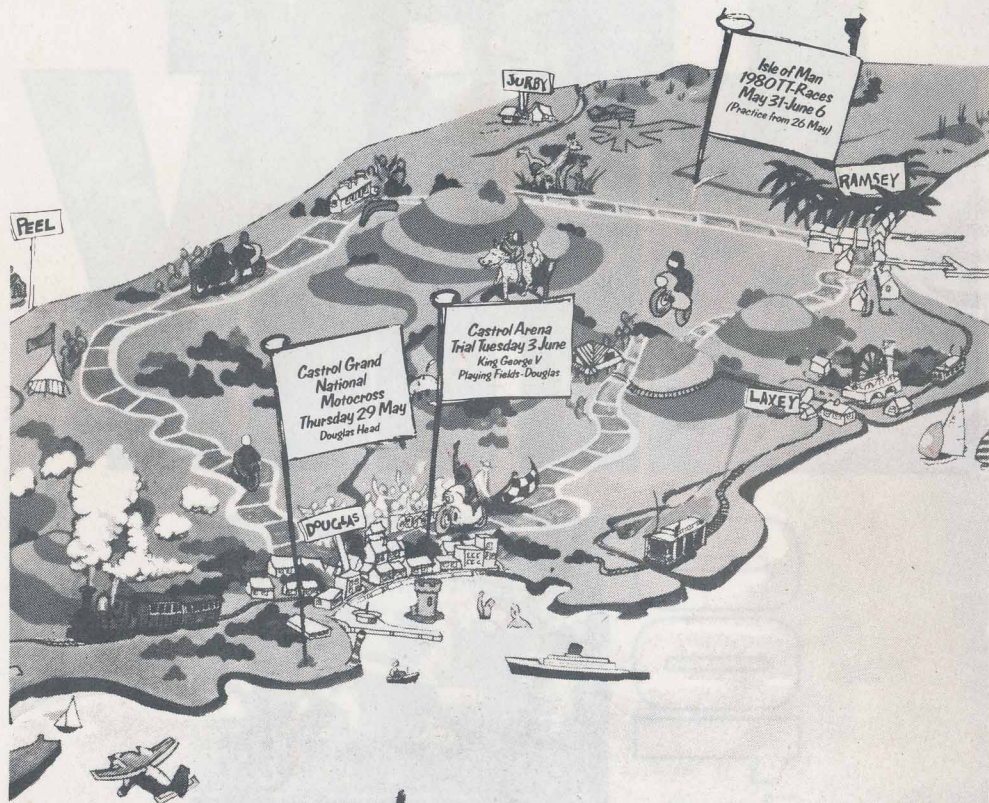 Isle of Man
1980 TT-Races
May 31-June 6
(Practice from 26 May)
JURBY
RAMSEY
PEEL
Castrol Arena
Trial Tuesday 3 June
King George V
Playing Fields-Douglas
Castrol Grand
National
Motocross
Thursday 29 May
Douglas Head
LAXEY
DOUGLAS